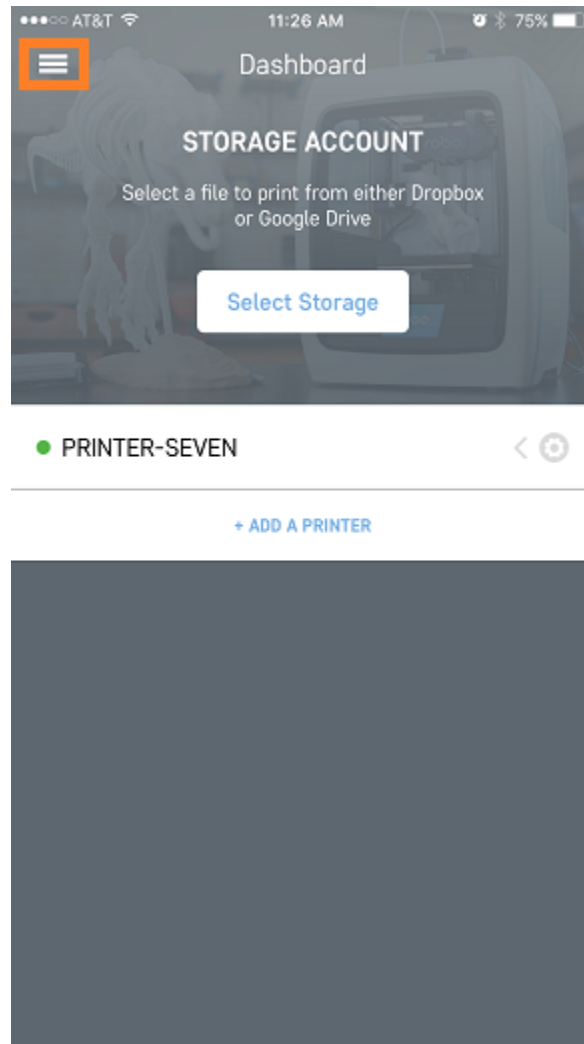 AT&T 11:26 AM 75%
Dashboard
STORAGE ACCOUNT
Select a file to print from either Dropbox
or Google Drive
Select Storage
PRINTER-SEVEN
+ ADD A PRINTER